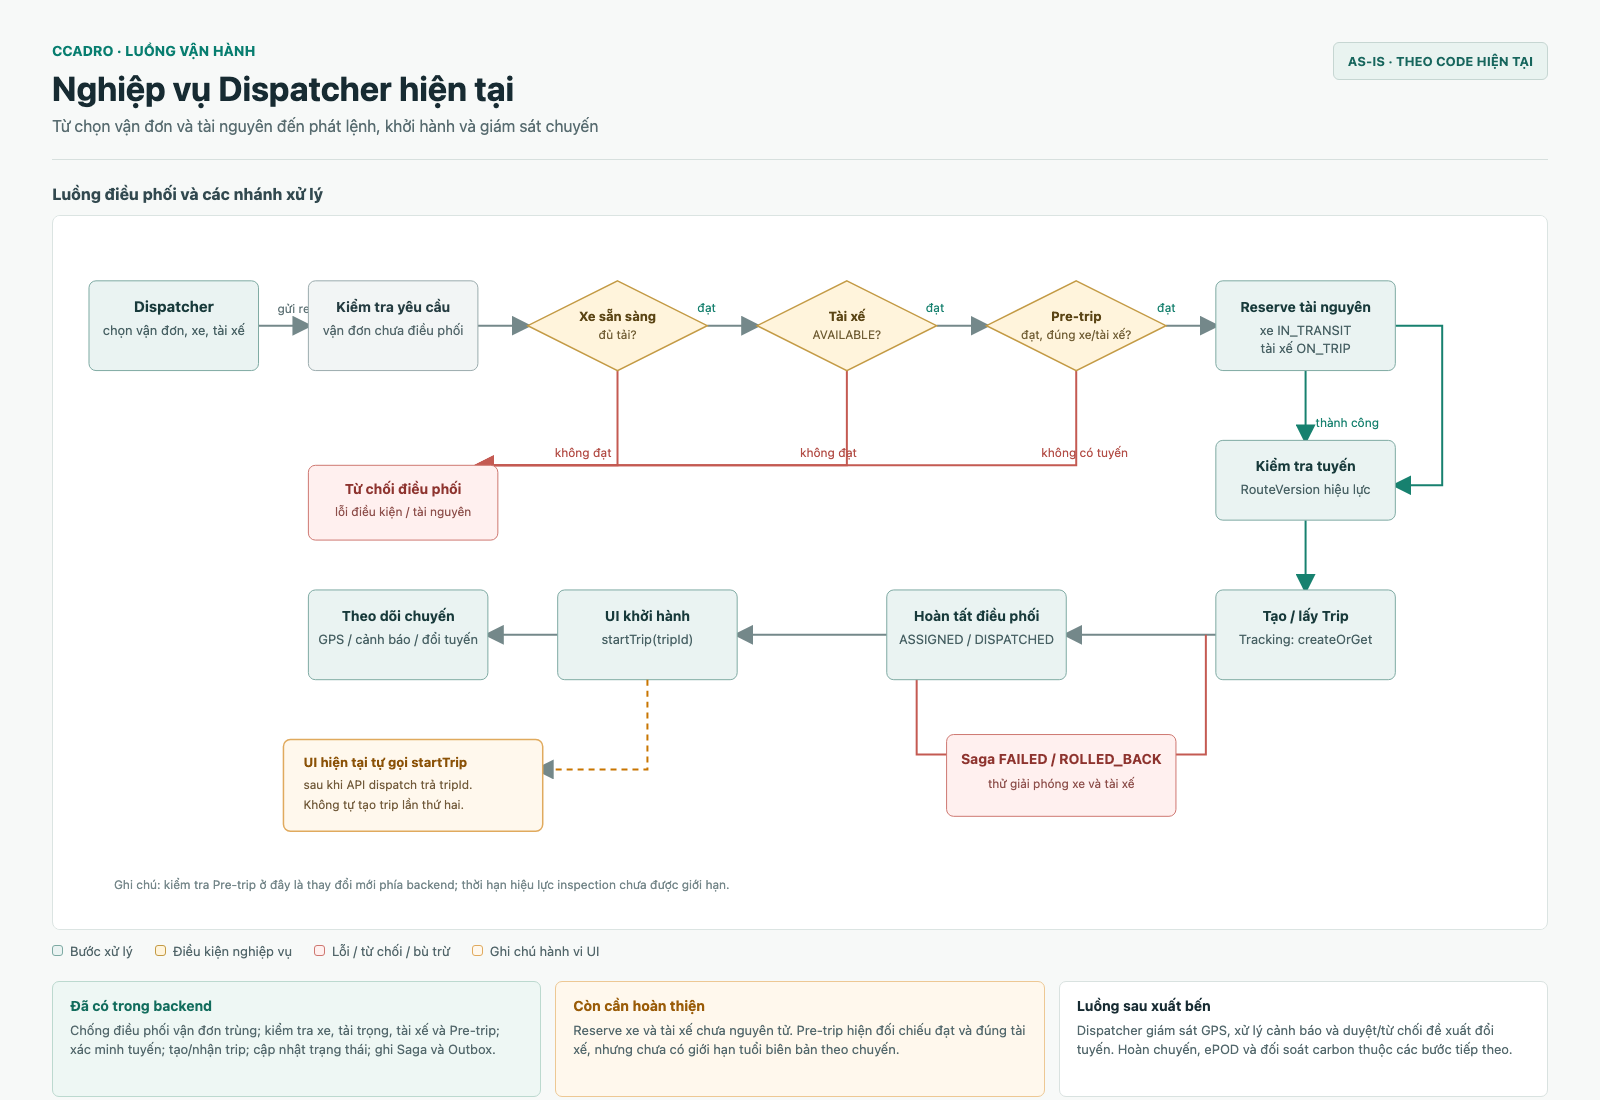 CCADRO · LUỒNG VẬN HÀNH
AS-IS · THEO CODE HIỆN TẠI
Nghiệp vụ Dispatcher hiện tại
Từ chọn vận đơn và tài nguyên đến phát lệnh, khởi hành và giám sát chuyến
Luồng điều phối và các nhánh xử lý
Dispatcher
chọn vận đơn, xe, tài xế
gửi re
Kiểm tra yêu cầu
vận đơn chưa điều phối
Xe sẵn sàng
đủ tải?
đạt
Tài xế
AVAILABLE?
đạt
Pre-trip
đạt, đúng xe/tài xế?
đạt
Reserve tài nguyên
xe IN_TRANSIT
tài xế ON_TRIP
thành công
không đạt
không đạt
không có tuyến
Từ chối điều phối
lỗi điều kiện / tài nguyên
Kiểm tra tuyến
RouteVersion hiệu lực
Theo dõi chuyến
GPS / cảnh báo / đổi tuyến
UI khởi hành
startTrip(tripId)
Hoàn tất điều phối
ASSIGNED / DISPATCHED
Tạo / lấy Trip
Tracking: createOrGet
UI hiện tại tự gọi startTrip
sau khi API dispatch trả tripId.
Không tự tạo trip lần thứ hai.
Saga FAILED / ROLLED_BACK
thử giải phóng xe và tài xế
Ghi chú: kiểm tra Pre-trip ở đây là thay đổi mới phía backend; thời hạn hiệu lực inspection chưa được giới hạn.
Bước xử lý
Điều kiện nghiệp vụ
Lỗi / từ chối / bù trừ
Ghi chú hành vi UI
Đã có trong backend
Chống điều phối vận đơn trùng; kiểm tra xe, tải trọng, tài xế và Pre-trip;
xác minh tuyến; tạo/nhận trip; cập nhật trạng thái; ghi Saga và Outbox.
Còn cần hoàn thiện
Reserve xe và tài xế chưa nguyên tử. Pre-trip hiện đối chiếu đạt và đúng tài
xế, nhưng chưa có giới hạn tuổi biên bản theo chuyến.
Luồng sau xuất bến
Dispatcher giám sát GPS, xử lý cảnh báo và duyệt/từ chối đề xuất đổi
tuyến. Hoàn chuyến, ePOD và đối soát carbon thuộc các bước tiếp theo.